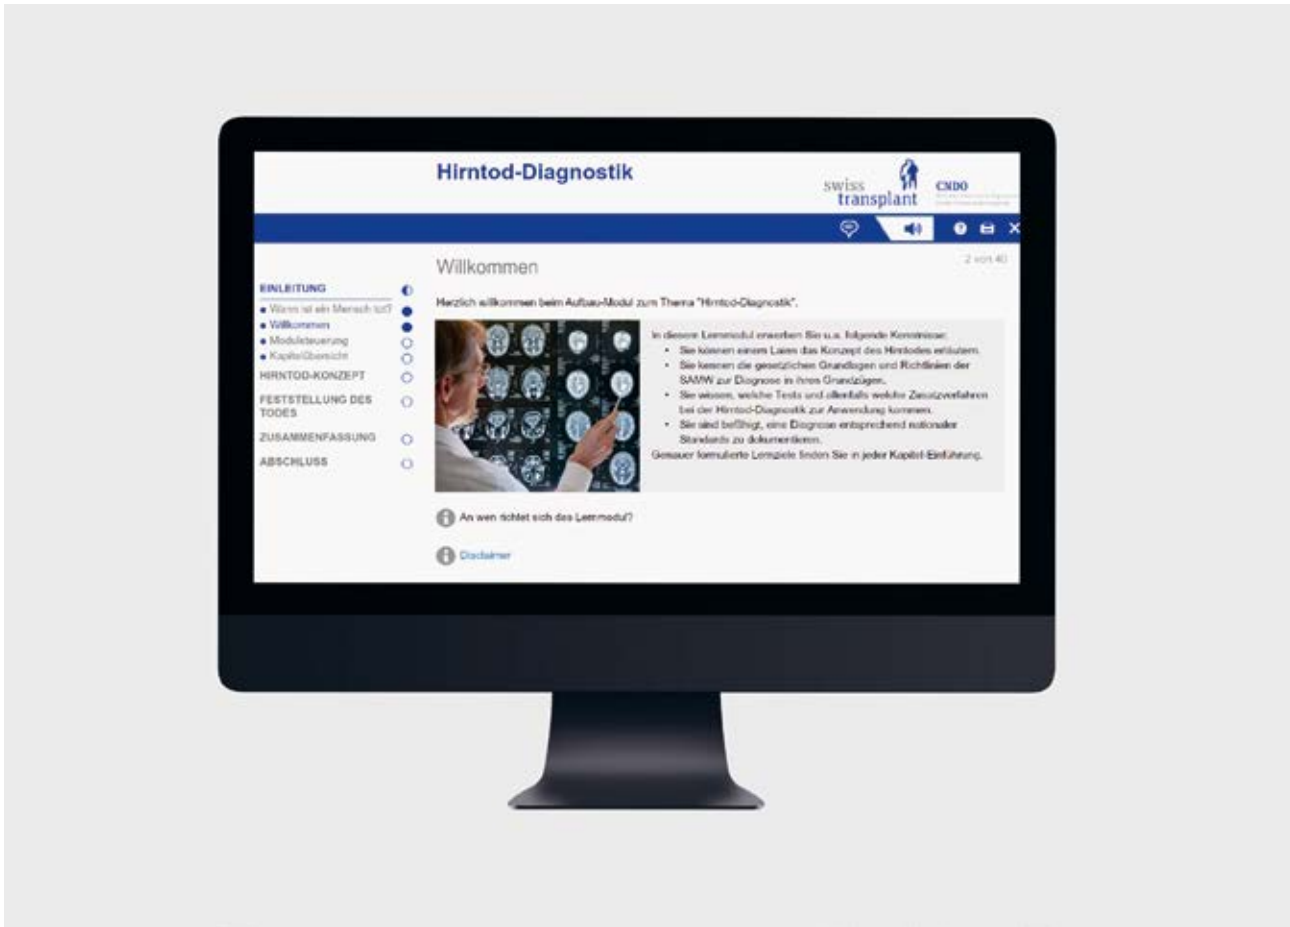 Hirntod-Diagnostik
swiss
transplant
CNDO
2 von 40
Willkommen
EINLEITUNG
Wann ist ein Mensch tot?
Willkommen
Modulsteuerung
Kapitelübersicht
HIRNTOD-KONZEPT
FESTSTELLUNG DES
TODES
ZUSAMMENFASSUNG
ABSCHLUSS
Herzlich willkommen beim Aufbau-Modul zum Thema "Hirntod-Diagnostik".
In diesem Lernmodul erwerben Sie u.a. folgende Kenntnisse:
• Sie können einem Laien das Konzept des Hirntodes erläutern.
• Sie kennen die gesetzlichen Grundlagen und Richtlinien der
SAMW zur Diagnose in ihren Grundzügen.
• Sie wissen, welche Tests und allenfalls welche Zusatzverfahren
bei der Hirntod-Diagnostik zur Anwendung kommen.
• Sie sind befähigt, eine Diagnose entsprechend nationaler
Standards zu dokumentieren.
Genauer formulierte Lernziele finden Sie in jeder Kapitel-Einführung.
An wen richtet sich das Lernmodul?
Disclaimer